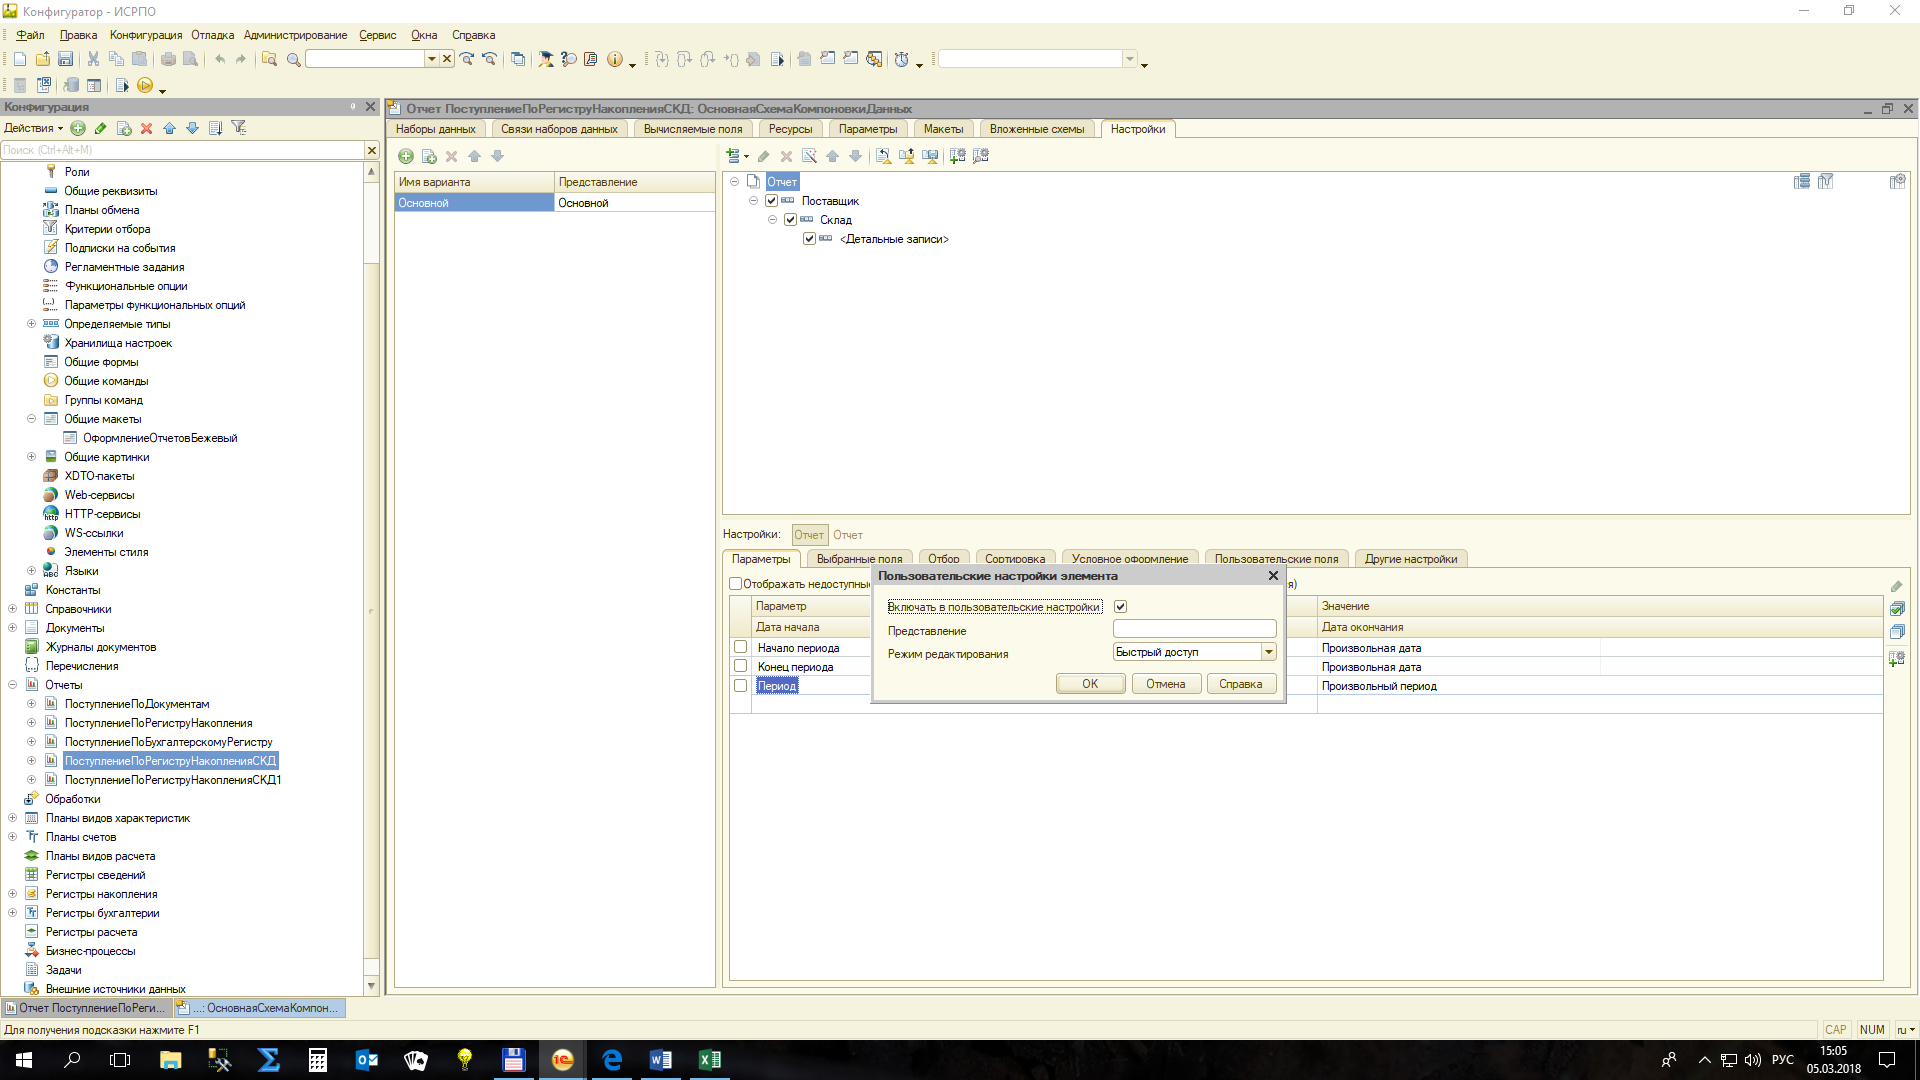 Конфигуратор - ИСРПО
Файл Правка Конфигурация Отладка Администрирование Сервис Окна Справка
Конфигурация
Действия
Поиск (Ctrl+Alt+M)
Роли
Общие реквизиты
Планы обмена
Критерии отбора
Подписки на события
Регламентные задания
Функциональные опции
Параметры функциональных опций
Определяемые типы
Хранилища настроек
Общие формы
Общие команды
Группы команд
Общие макеты
ОформлениеОтчетовБежевый
Общие картинки
XDTO-пакеты
Web-сервисы
HTTP-сервисы
WS-ссылки
Элементы стиля
Языки
Константы
Справочники
Документы
Журналы документов
Перечисления
Отчеты
ПоступлениеПоДокументам
ПоступлениеПоРегиструНакопления
ПоступлениеПоБухгалтерскомуРегистру
ПоступлениеПоРегиструНакопленияСКД
ПоступлениеПоРегиструНакопленияСКД1
Обработки
Планы видов характеристик
Планы счетов
Планы видов расчета
Регистры сведений
Регистры накопления
Регистры бухгалтерии
Регистры расчета
Бизнес-процессы
Задачи
Внешние источники данных
Отчет ПоступлениеПоРегиструНакопленияСКД: ОсновнаяСхемаКомпоновкиДанных
Наборы данных Связи наборов данных Вычисляемые поля Ресурсы Параметры Макеты Вложенные схемы Настройки
Имя варианта Представление
Основной Основной
Отчет
Поставщик
Склад
<Детальные записи>
Настройки: Отчет Отчет
Параметры Выбранные поля Отбор Сортировка Условное оформление Пользовательские поля Другие настройки
Отображать недоступные я)
Параметр Значение
Дата начала Дата окончания
Начало периода Произвольная дата
Конец периода Произвольная дата
Период Произвольный период
Пользовательские настройки элемента
Включать в пользовательские настройки
Представление
Режим редактирования Быстрый доступ
OK Отмена Справка
Отчет ПоступлениеПоРеги... ...: ОсновнаяСхемаКомпон...
Для получения подсказки нажмите F1 CAP NUM ru
РУС 15:05
05.03.2018